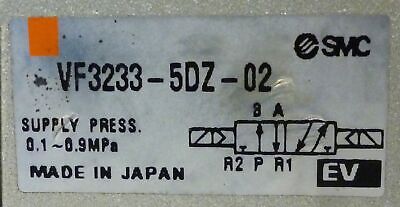 SMC
VF3233-5DZ-02
B A
SUPPLY PRESS.
0.1~0.9MPa
R2 P R1
MADE IN JAPAN
EV